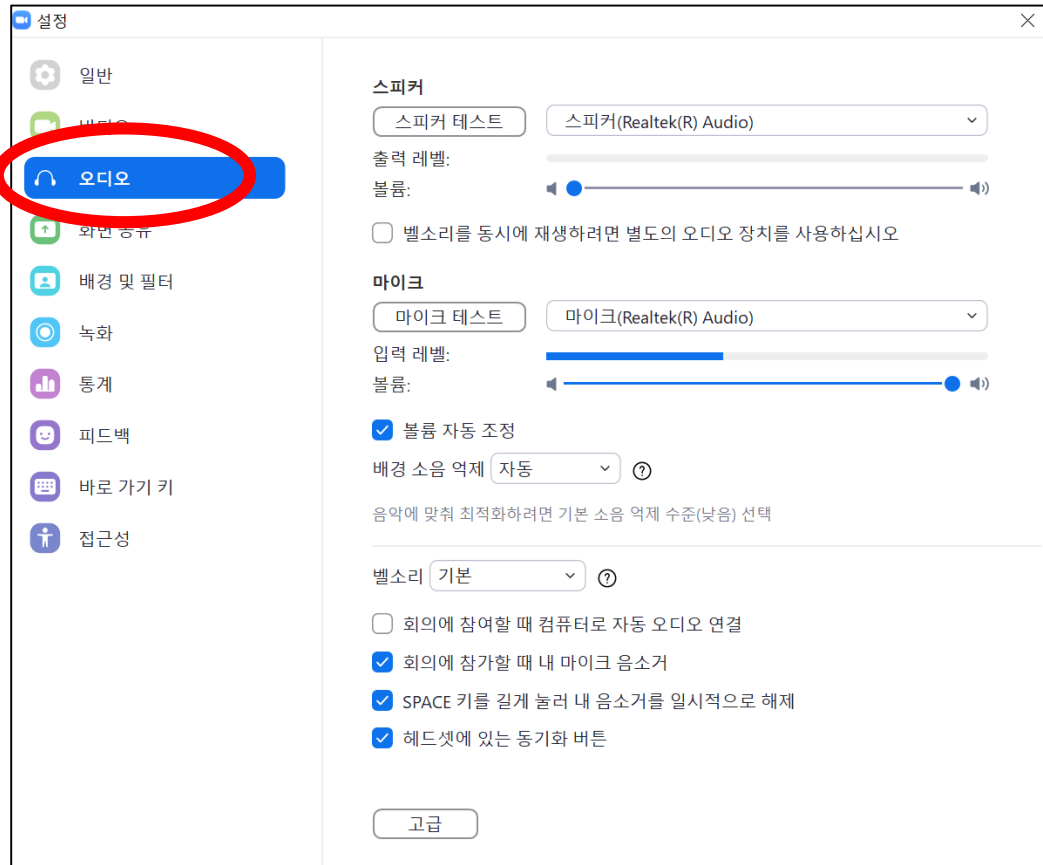 설정
일반
오디오
화면 공유
배경 및 필터
녹화
통계
피드백
바로 가기 키
접근성
스피커
스피커 테스트
스피커(Realtek(R) Audio)
출력 레벨:
볼륨:
벨소리를 동시에 재생하려면 별도의 오디오 장치를 사용하십시오
마이크
마이크 테스트
마이크(Realtek(R) Audio)
입력 레벨:
볼륨:
볼륨 자동 조정
배경 소음 억제 자동
음악에 맞춰 최적화하려면 기본 소음 억제 수준(낮음) 선택
벨소리 기본
회의에 참여할 때 컴퓨터로 자동 오디오 연결
회의에 참가할 때 내 마이크 음소거
SPACE 키를 길게 눌러 내 음소거를 일시적으로 해제
헤드셋에 있는 동기화 버튼
고급